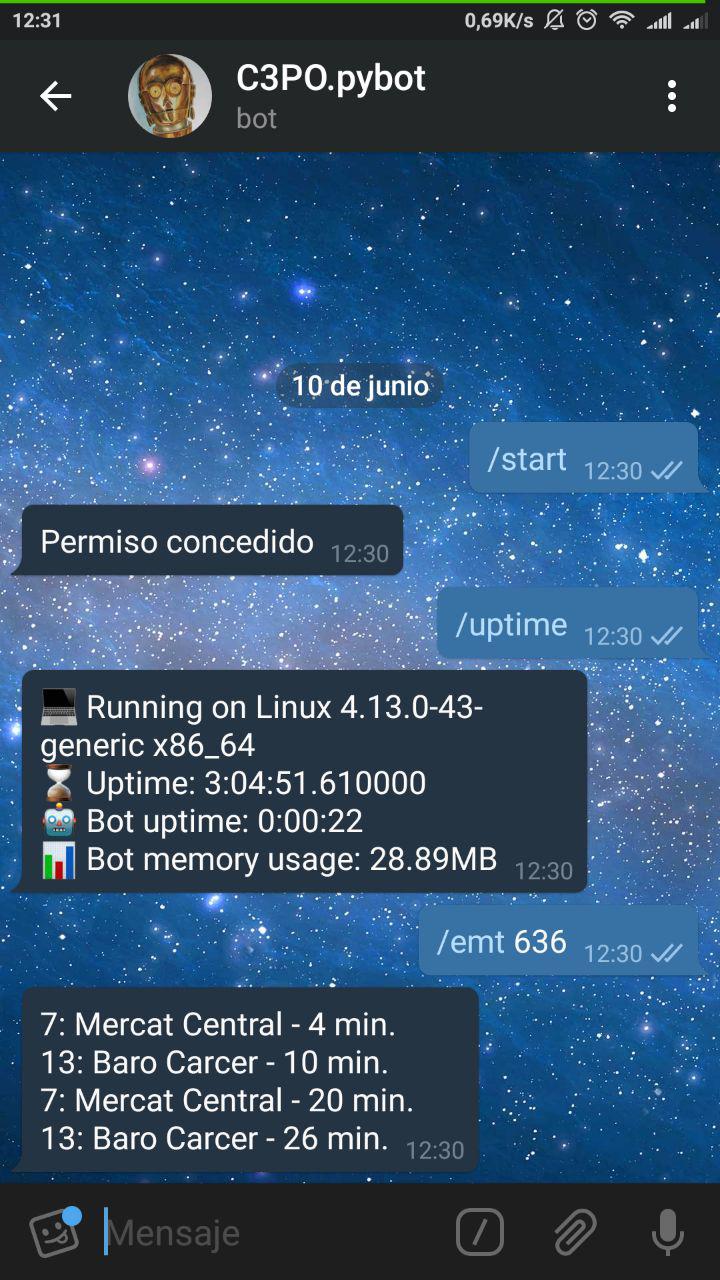 12:31 0,69K/s
C3PO.pybot
bot
10 de junio
/start 12:30
Permiso concedido 12:30
/uptime 12:30
Running on Linux 4.13.0-43-
generic x86_64
Uptime: 3:04:51.610000
Bot uptime: 0:00:22
Bot memory usage: 28.89MB 12:30
/emt 636 12:30
7: Mercat Central - 4 min.
13: Baro Carcer - 10 min.
7: Mercat Central - 20 min.
13: Baro Carcer - 26 min. 12:30
Mensaje